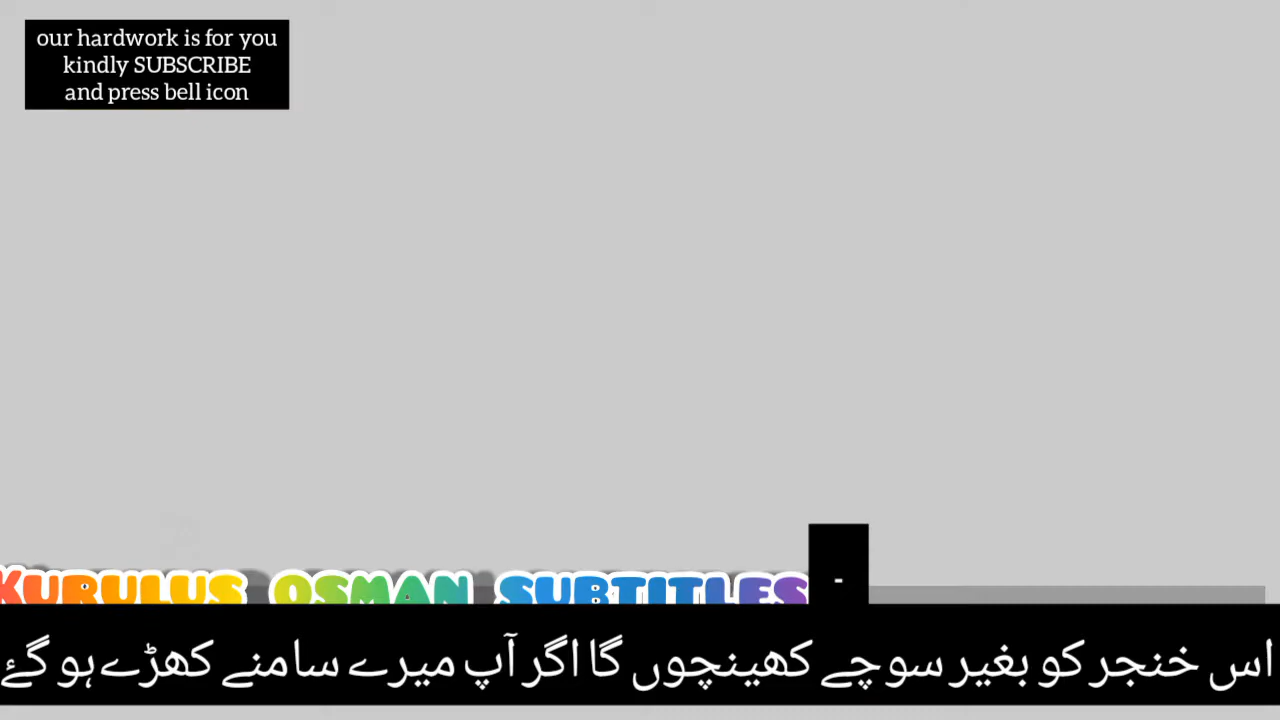 our hardwork is for you
kindly SUBSCRIBE
and press bell icon
KURULUS OSMAN SUBTITLES
-
اس خنجر کو بغیر سوچے کھینچوں گا اگر آپ میرے سامنے کھڑے ہو گۓ